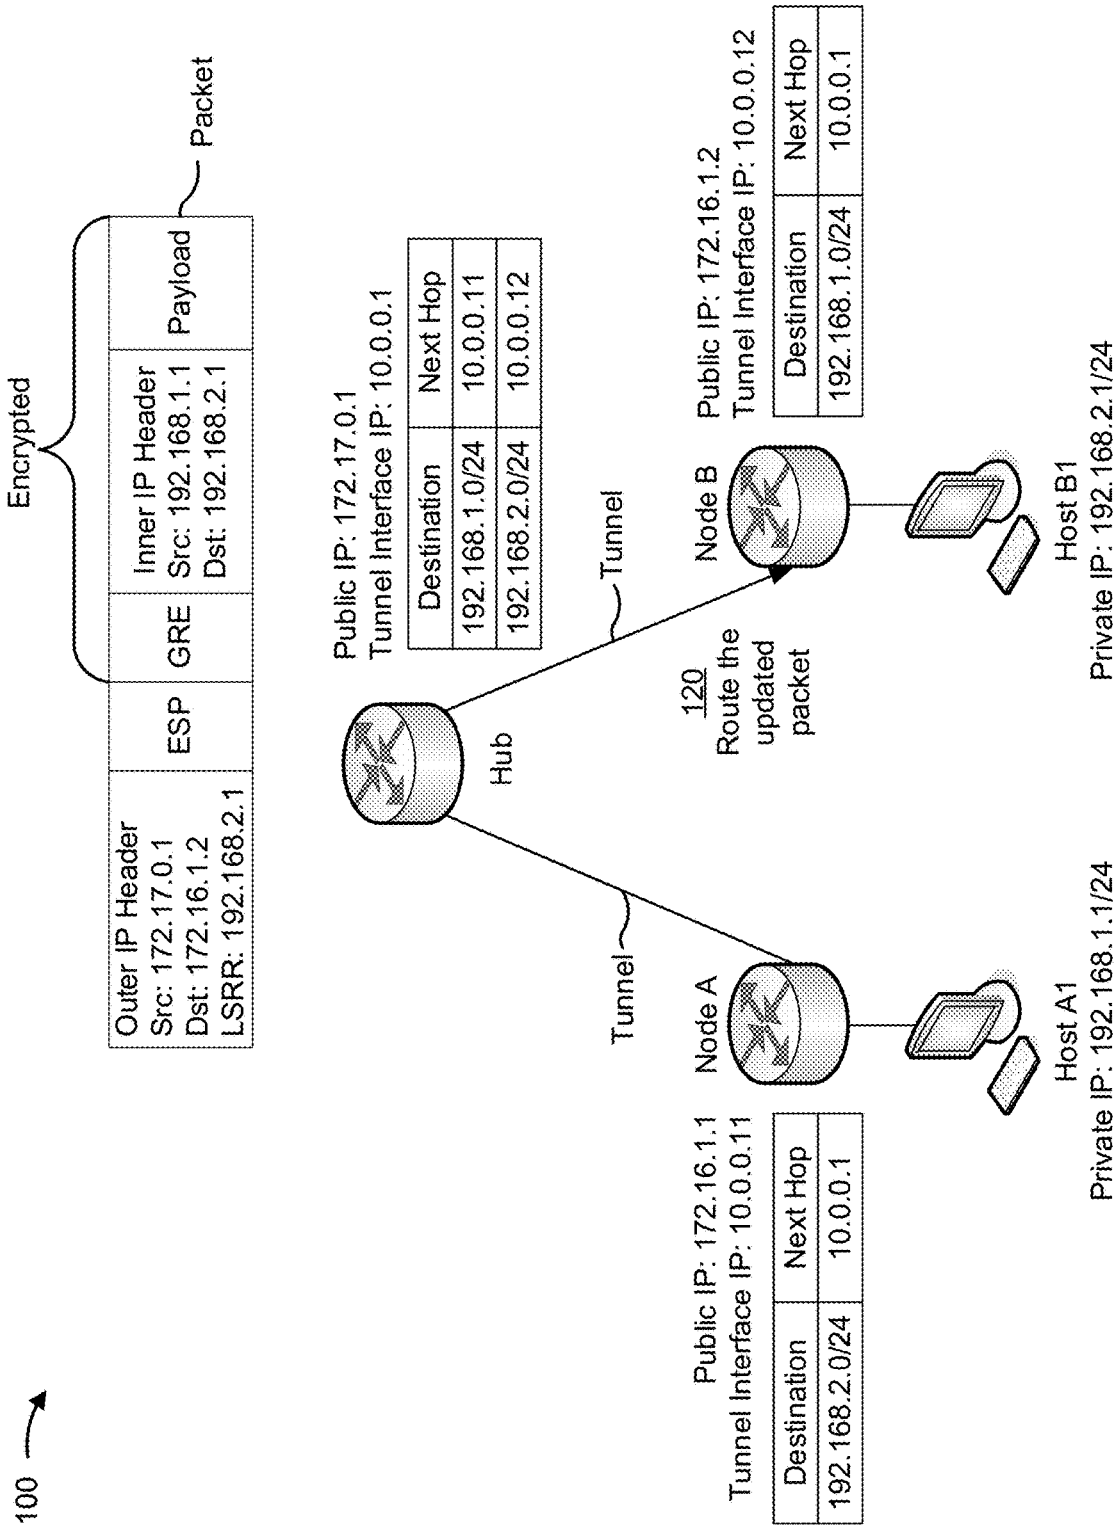 100
Encrypted
Outer IP Header
Src: 172.17.0.1
Dst: 172.16.1.2
LSRR: 192.168.2.1
ESP
GRE
Inner IP Header
Src: 192.168.1.1
Dst: 192.168.2.1
Payload
Packet
Public IP: 172.17.0.1
Tunnel Interface IP: 10.0.0.1
Destination Next Hop
192.168.1.0/24 10.0.0.11
192.168.2.0/24 10.0.0.12
Hub
Tunnel
Tunnel
120
Route the
updated
packet
Public IP: 172.16.1.1
Tunnel Interface IP: 10.0.0.11
Destination Next Hop
192.168.2.0/24 10.0.0.1
Node A
Host A1
Private IP: 192.168.1.1/24
Node B
Public IP: 172.16.1.2
Tunnel Interface IP: 10.0.0.12
Destination Next Hop
192.168.1.0/24 10.0.0.1
Host B1
Private IP: 192.168.2.1/24